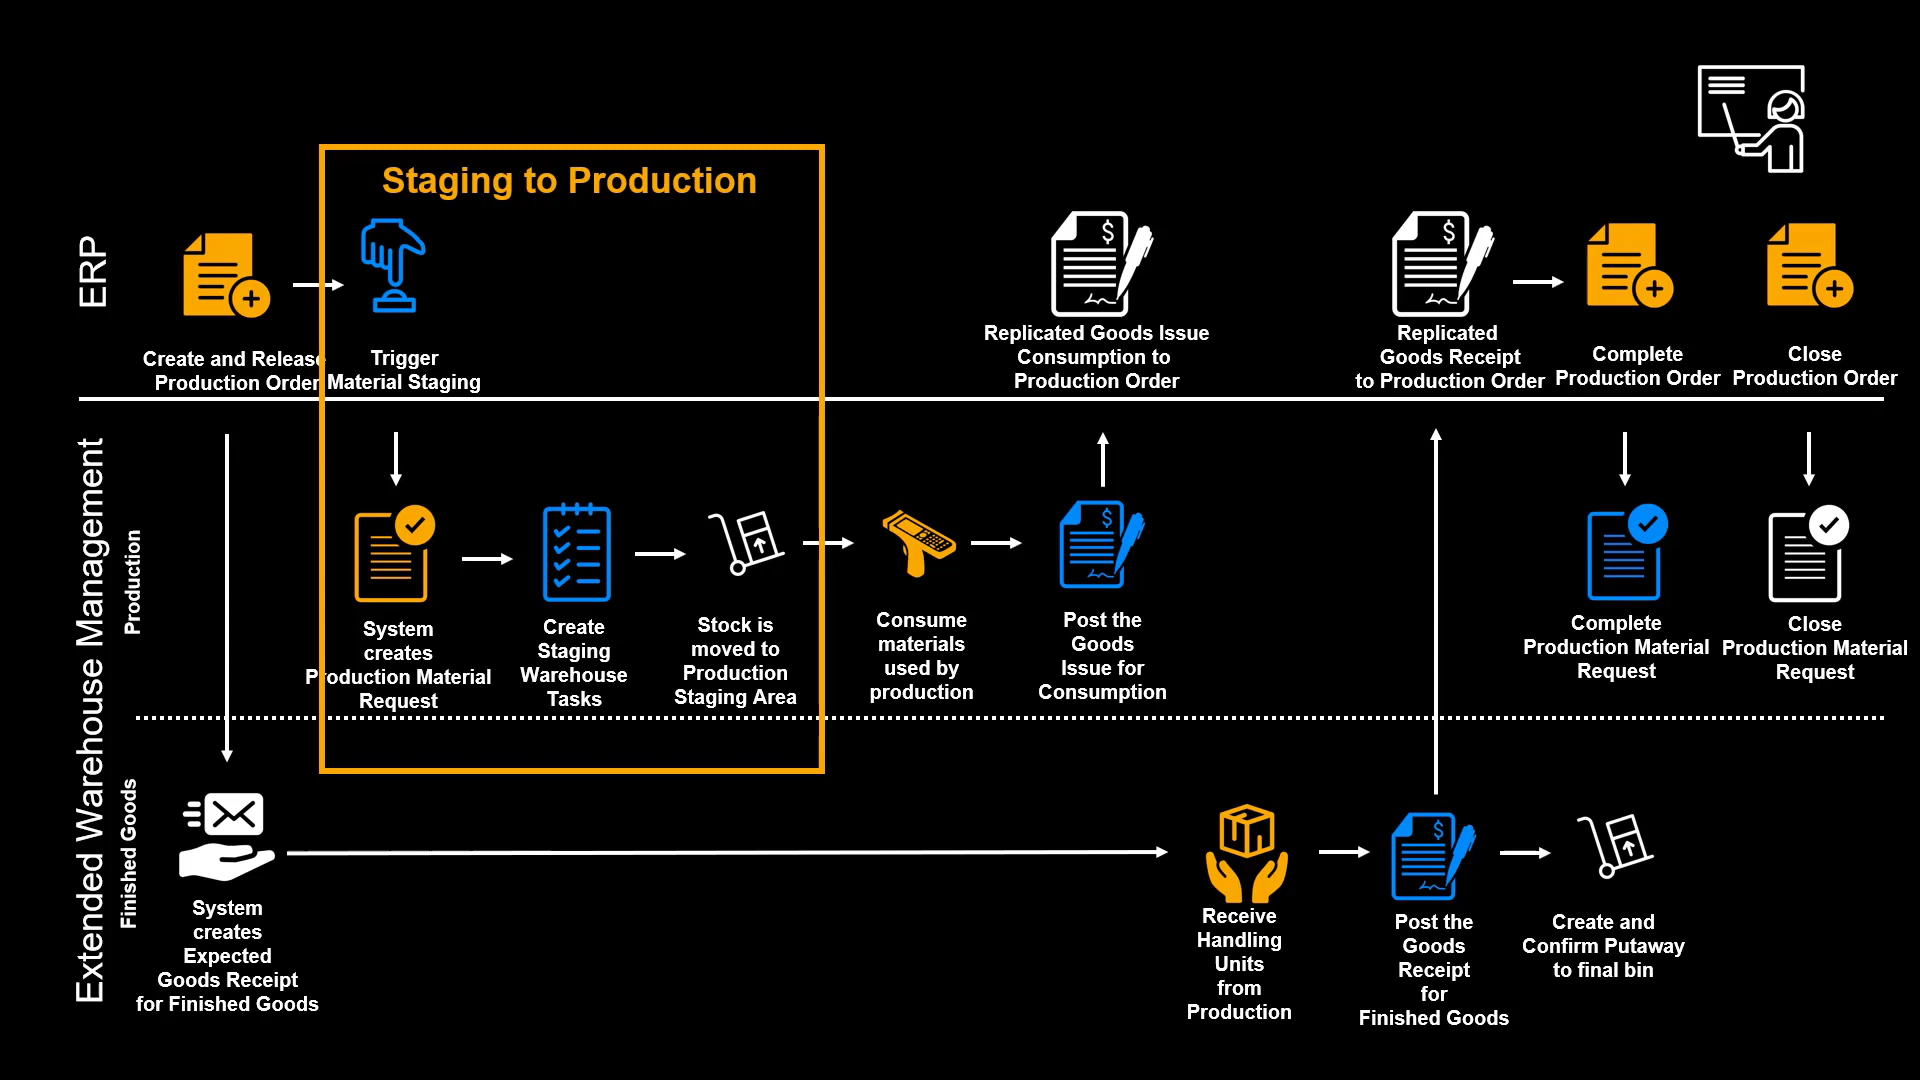 Staging to Production
ERP
Create and Release
Production Order
Trigger
Material Staging
Replicated Goods Issue
Consumption to
Production Order
Replicated
Goods Receipt
to Production Order
Complete
Production Order
Close
Production Order
Extended Warehouse Management
Production
System
creates
Production Material
Request
Create
Staging
Warehouse
Tasks
Stock is
moved to
Production
Staging Area
Consume
materials
used by
production
Post the
Goods
Issue for
Consumption
Complete
Production Material
Request
Close
Production Material
Request
Finished Goods
System
creates
Expected
Goods Receipt
for Finished Goods
Receive
Handling
Units
from
Production
Post the
Goods
Receipt
for
Finished Goods
Create and
Confirm Putaway
to final bin